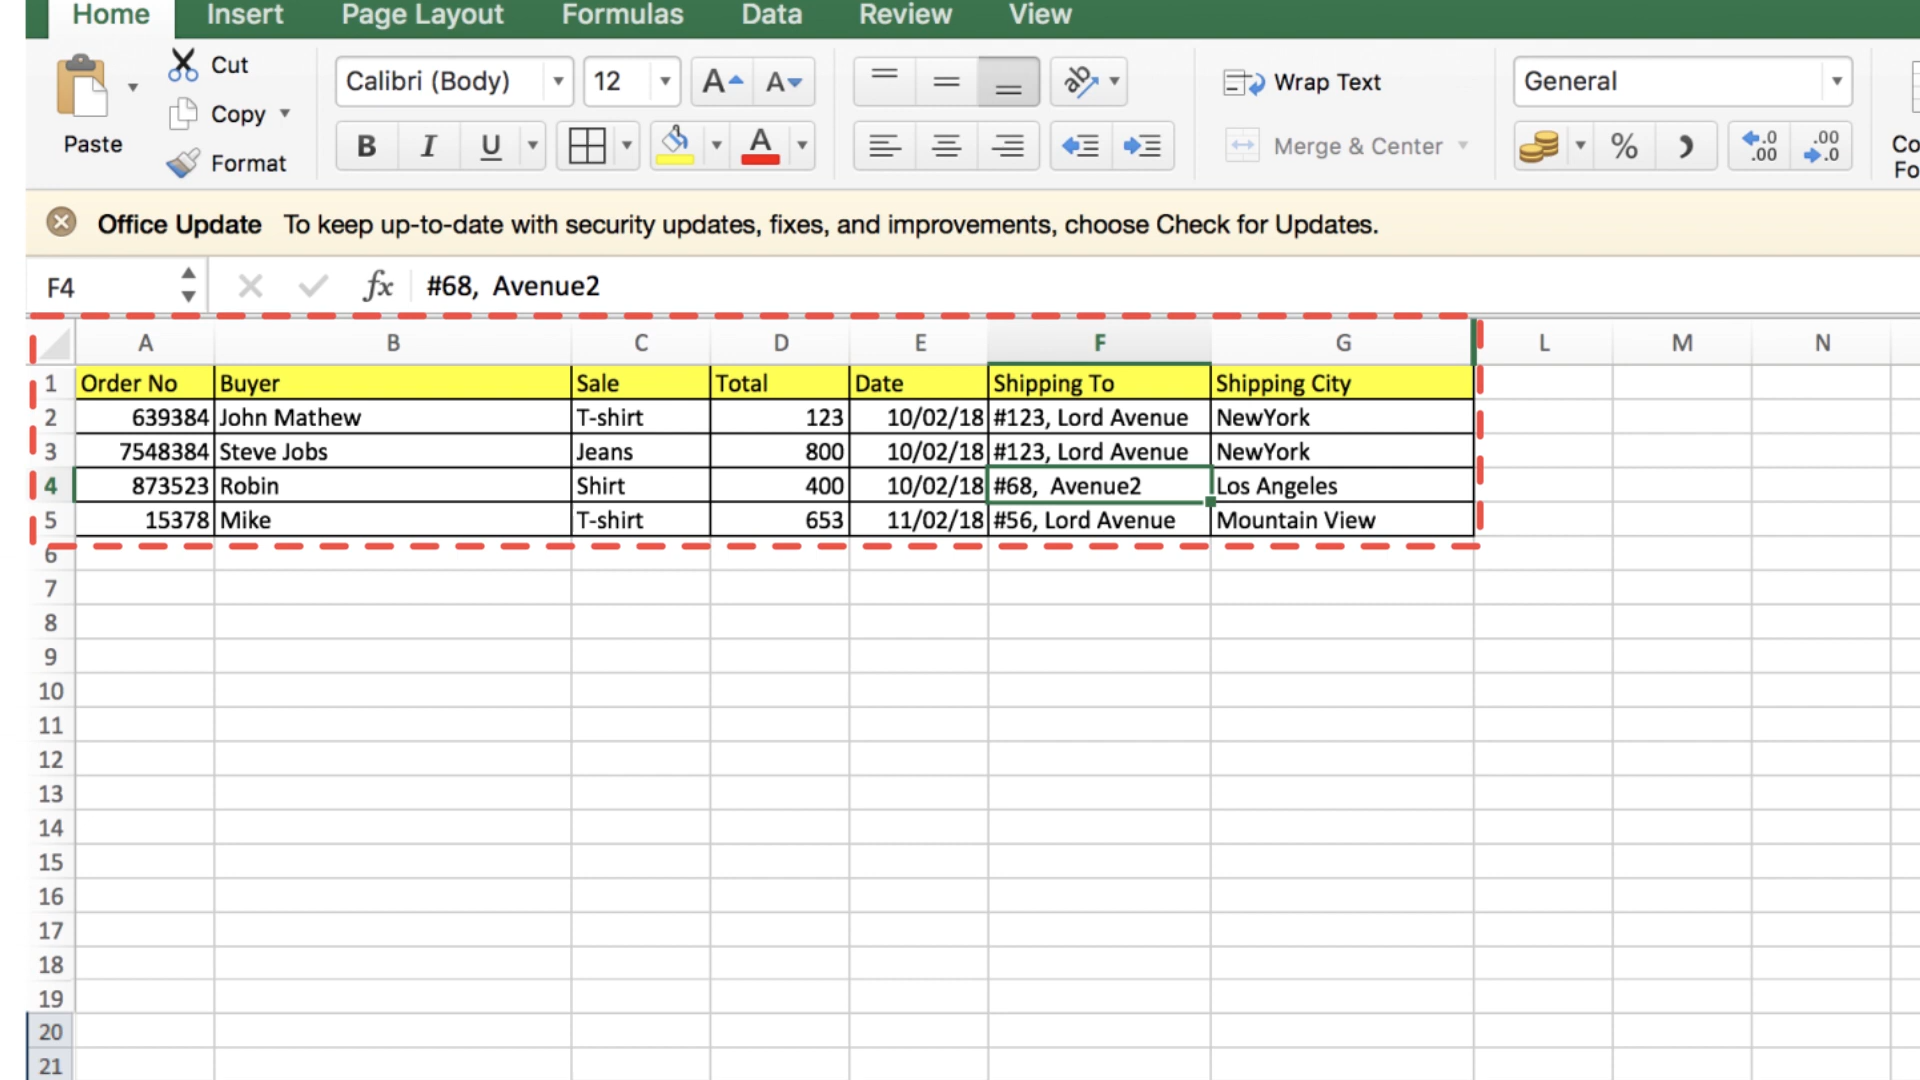 Home Insert Page Layout Formulas Data Review View
Cut
Calibri (Body) 12 A A ab Wrap Text General
Copy
Paste B I U A Merge & Center % .0 .00 .00 .0
Format
Co
Fo
Office Update To keep up-to-date with security updates, fixes, and improvements, choose Check for Updates.
F4 fx #68,  Avenue2
A B C D E F G L M N
1 Order No Buyer Sale Total Date Shipping To Shipping City
2 639384 John Mathew T-shirt 123 10/02/18 #123, Lord Avenue NewYork
3 7548384 Steve Jobs Jeans 800 10/02/18 #123, Lord Avenue NewYork
4 873523 Robin Shirt 400 10/02/18 #68,  Avenue2 Los Angeles
5 15378 Mike T-shirt 653 11/02/18 #56, Lord Avenue Mountain View
6
7
8
9
10
11
12
13
14
15
16
17
18
19
20
21